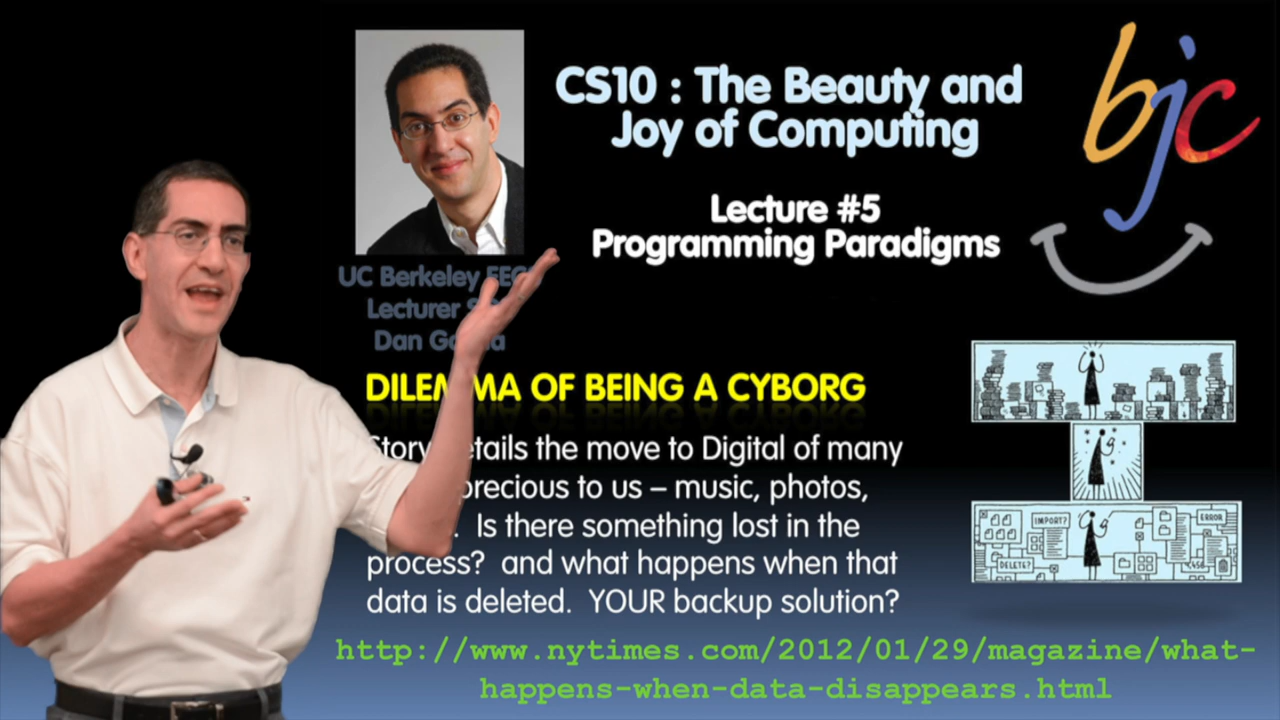 bjc
CS10 : The Beauty and
Joy of Computing
Lecture #5
Programming Paradigms
UC Berkeley
Lecturer
Dan
DILEMMA OF BEING A CYBORG
the move to Digital of many
precious to us – music, photos,
. Is there something lost in the
process? and what happens when that
data is deleted. YOUR backup solution?
IMPORT?
ERROR
DELETE?
http://www.nytimes.com/2012/01/29/magazine/what-
happens-when-data-disappears.html